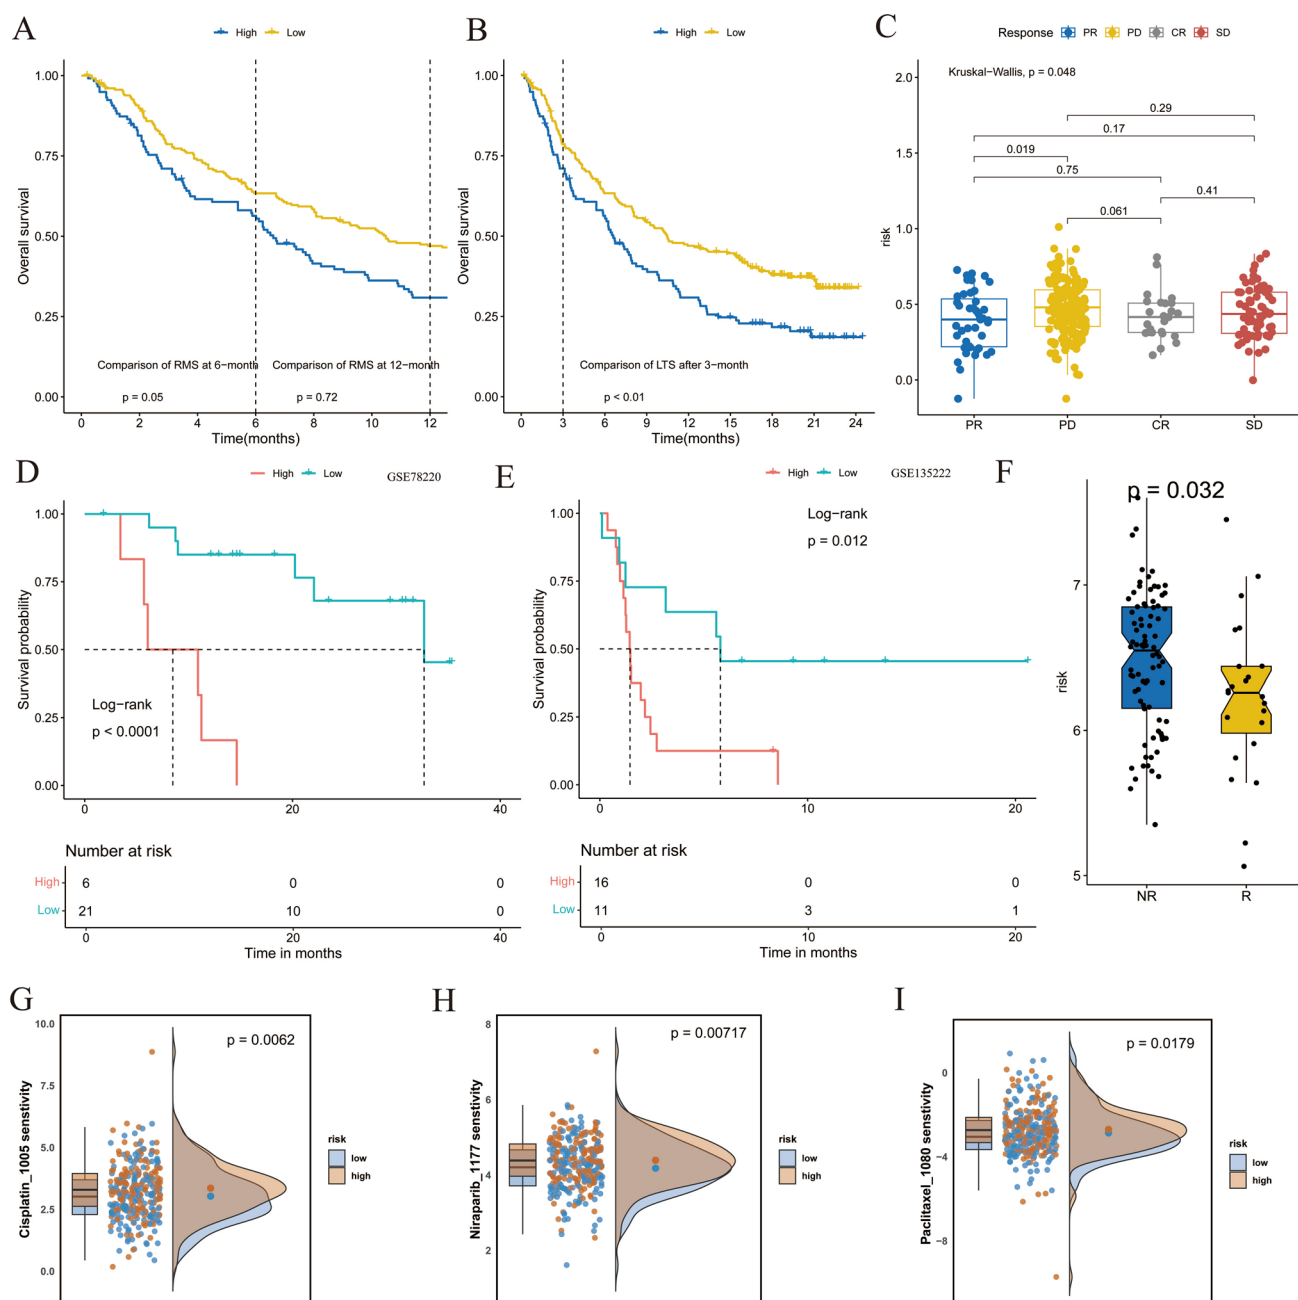 A
High Low
1.00
0.75
0.50
0.25
0.00
Overall survival
Comparison of RMS at 6-month
Comparison of RMS at 12-month
p = 0.05
p = 0.72
0 2 4 6 8 10 12
Time(months)
B
High Low
1.00
0.75
0.50
0.25
0.00
Overall survival
Comparison of LTS after 3-month
p < 0.01
0 3 6 9 12 15 18 21 24
Time(months)
C
Response PR PD CR SD
Kruskal-Wallis, p = 0.048
0.29
0.17
0.019
0.75
0.41
0.061
2.0
1.5
1.0
0.5
0.0
risk
PR PD CR SD
D
High Low
GSE78220
1.00
0.75
0.50
0.25
0.00
Survival probability
Log-rank
p < 0.0001
0 20 40
Time in months
Number at risk
High 6 0 0
Low 21 10 0
0 20 40
Time in months
E
High Low
GSE135222
Log-rank
p = 0.012
1.00
0.75
0.50
0.25
0.00
Survival probability
0 10 20
Time in months
Number at risk
High 16 0 0
Low 11 3 1
0 10 20
Time in months
F
p = 0.032
7
6
5
risk
NR R
G
10.0
7.5
5.0
2.5
0.0
Cisplatin_1005 senstivity
p = 0.0062
risk
low
high
H
8
6
4
2
Niraparib_1177 senstivity
p = 0.00717
risk
low
high
I
0
-4
-8
Paclitaxel_1080 senstivity
p = 0.0179
risk
low
high